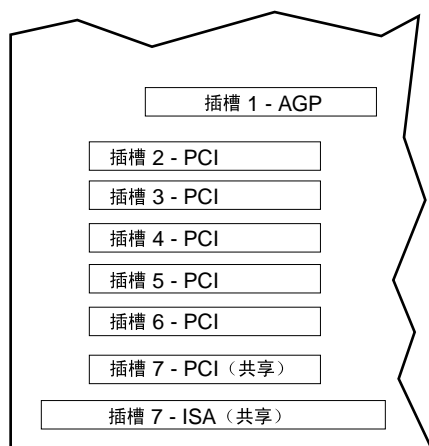 插槽 1 - AGP
插槽 2 - PCI
插槽 3 - PCI
插槽 4 - PCI
插槽 5 - PCI
插槽 6 - PCI
插槽 7 - PCI（共享）
插槽 7 - ISA（共享）